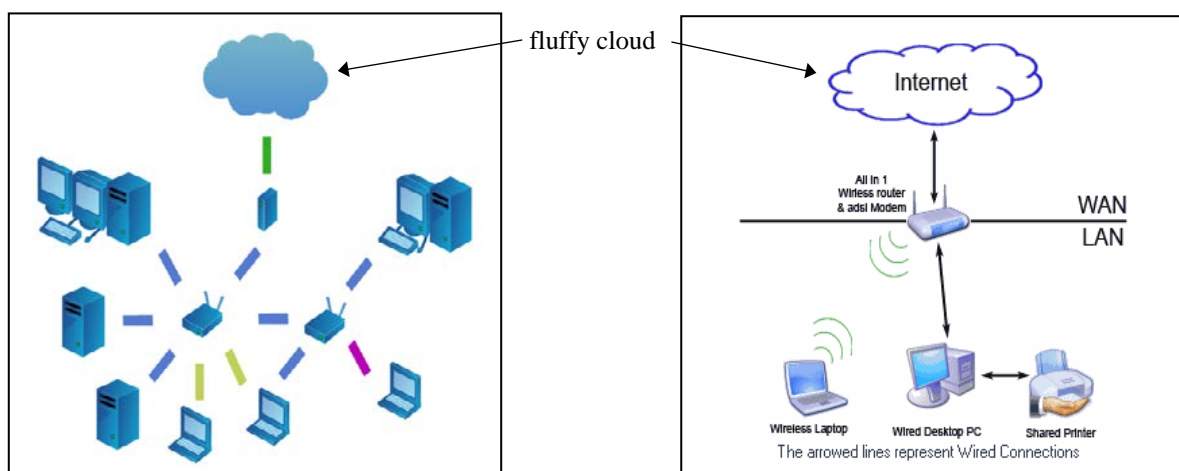 fluffy cloud
Internet
All in 1
Wirless router
& adsl Modem
WAN
LAN
Wireless Laptop
Wired Desktop PC
Shared Printer
The arrowed lines represent Wired Connections